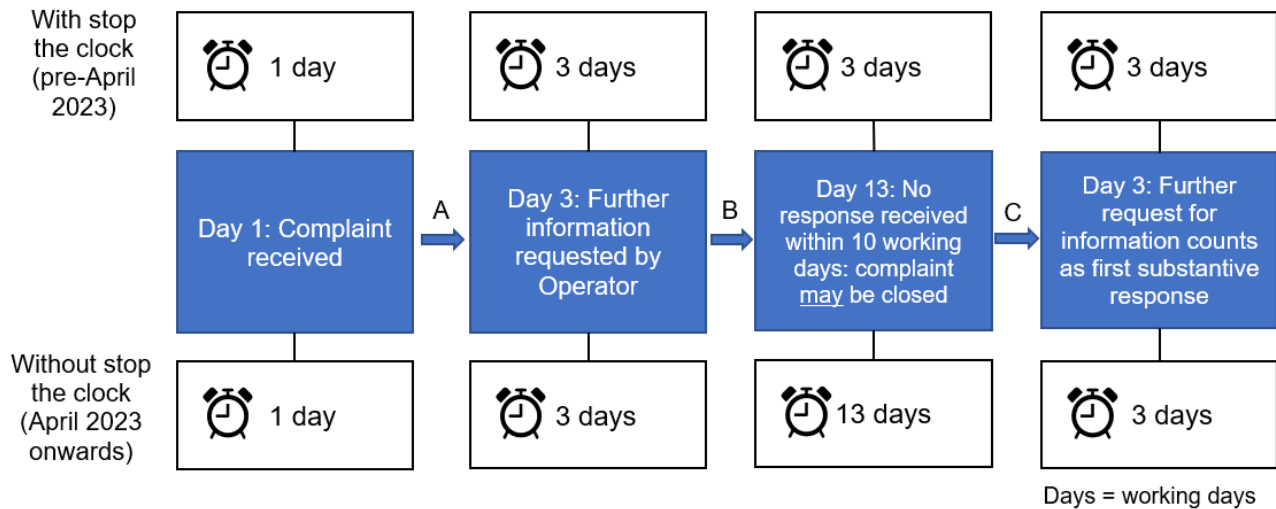 With stop
the clock
(pre-April
2023)
1 day
3 days
3 days
3 days
Day 1: Complaint
received
A
Day 3: Further
information
requested by
Operator
B
Day 13: No
response received
within 10 working
days: complaint
may be closed
C
Day 3: Further
request for
information counts
as first substantive
response
Without stop
the clock
(April 2023
onwards)
1 day
3 days
13 days
3 days
Days = working days